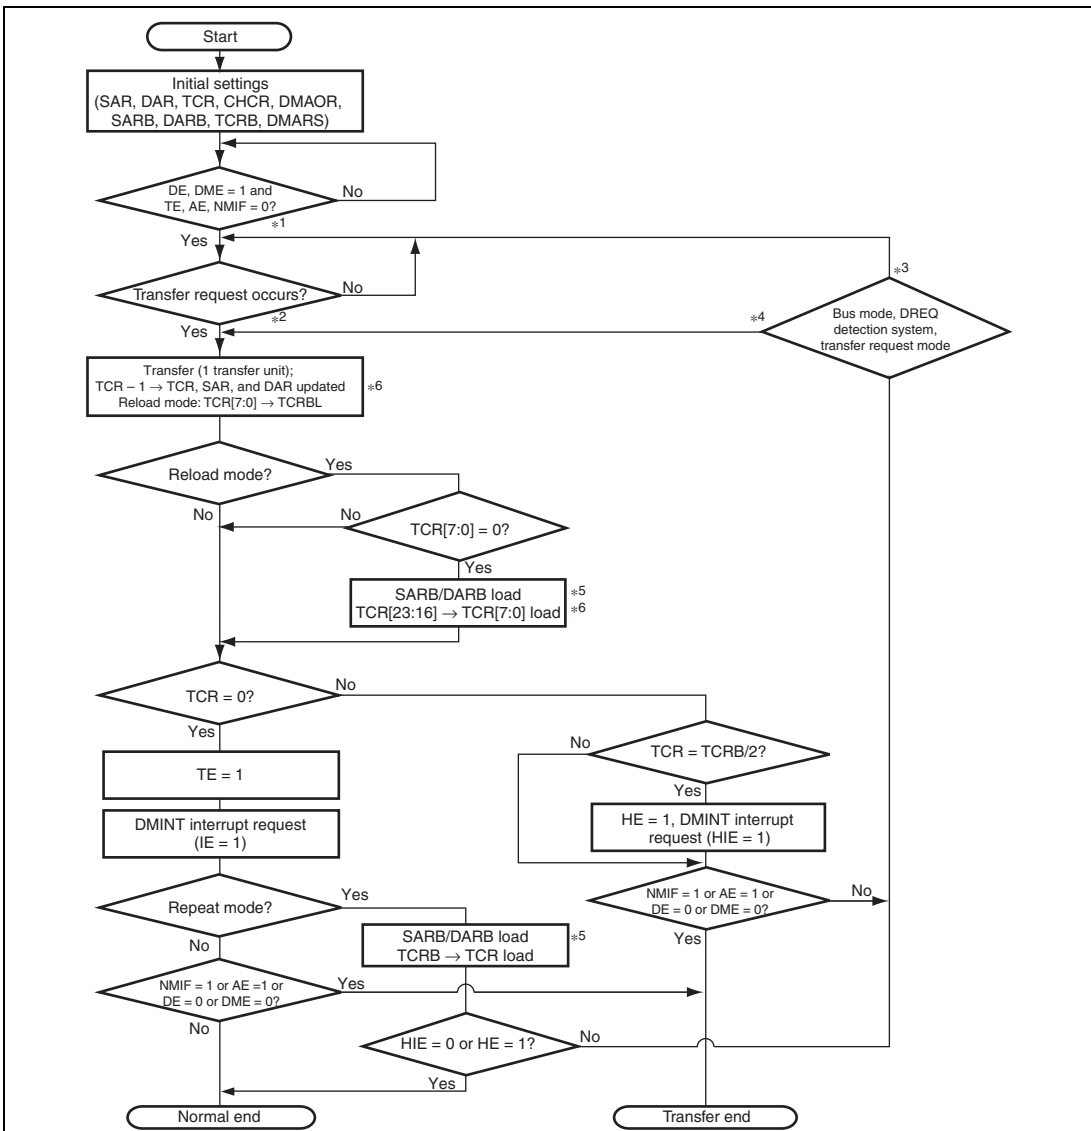 Start
Initial settings
(SAR, DAR, TCR, CHCR, DMAOR,
SARB, DARB, TCRB, DMARS)
DE, DME = 1 and
TE, AE, NMIF = 0?
No
*1
Yes
*3
Transfer request occurs?
No
*2
Yes
*4
Bus mode, DREQ
detection system,
transfer request mode
Transfer (1 transfer unit);
TCR – 1 → TCR, SAR, and DAR updated
Reload mode: TCR[7:0] → TCRBL
*6
Reload mode?
Yes
No
No
TCR[7:0] = 0?
Yes
SARB/DARB load
*5
TCR[23:16] → TCR[7:0] load
*6
TCR = 0?
No
Yes
No
TCR = TCRB/2?
Yes
TE = 1
DMINT interrupt request
(IE = 1)
HE = 1, DMINT interrupt
request (HIE = 1)
NMIF = 1 or AE = 1 or
DE = 0 or DME = 0?
No
Yes
Repeat mode?
Yes
No
SARB/DARB load
TCRB → TCR load
*5
NMIF = 1 or AE =1 or
DE = 0 or DME = 0?
Yes
No
HIE = 0 or HE = 1?
No
Yes
Normal end
Transfer end